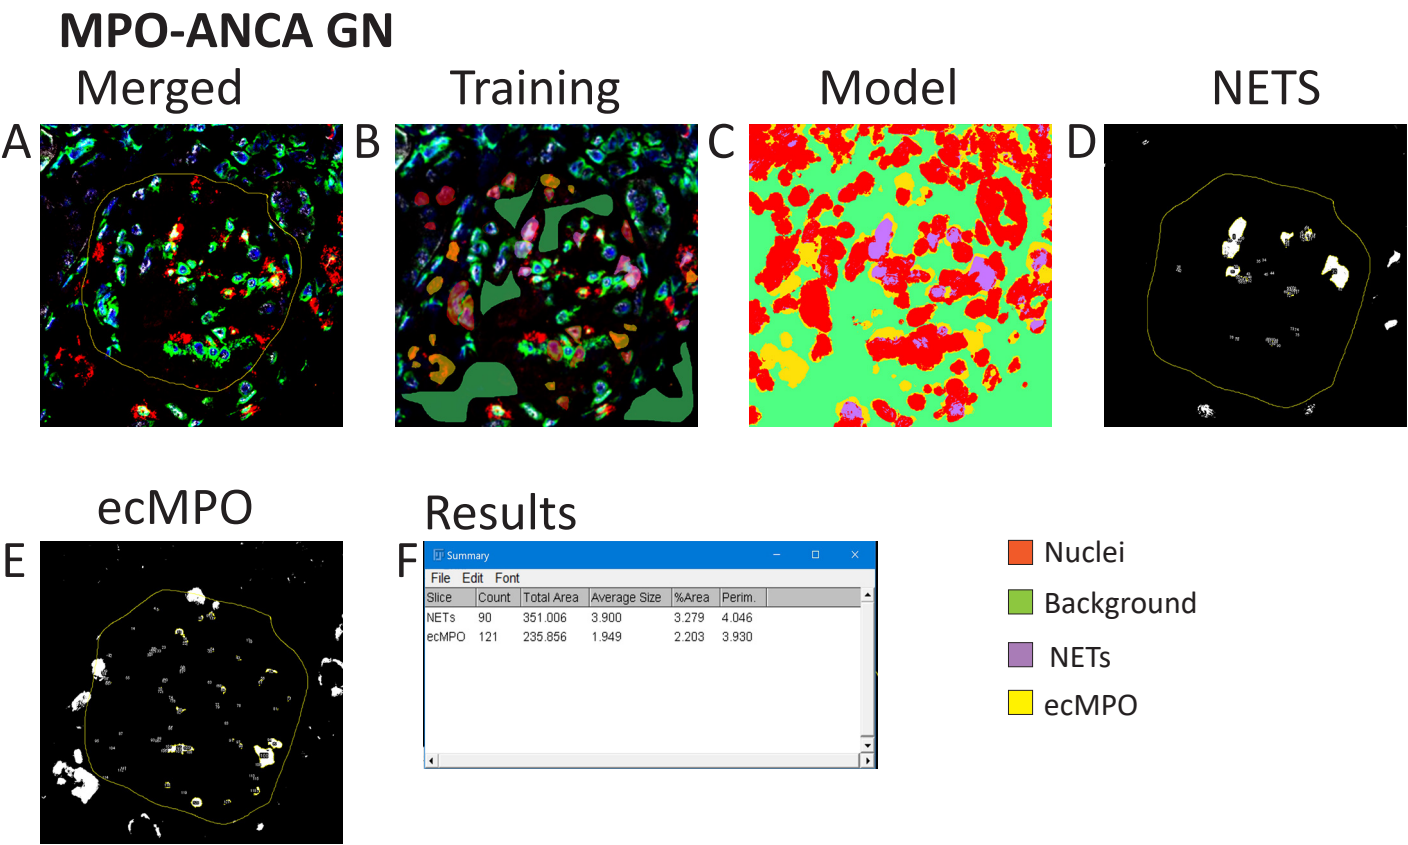 MPO-ANCA GN
Merged Training Model NETS
A B C D
ecMPO Results
E F
Summary
File Edit Font
Slice Count Total Area Average Size %Area Perim.
NETs 90 351.006 3.900 3.279 4.046
ecMPO 121 235.856 1.949 2.203 3.930
Nuclei
Background
NETs
ecMPO